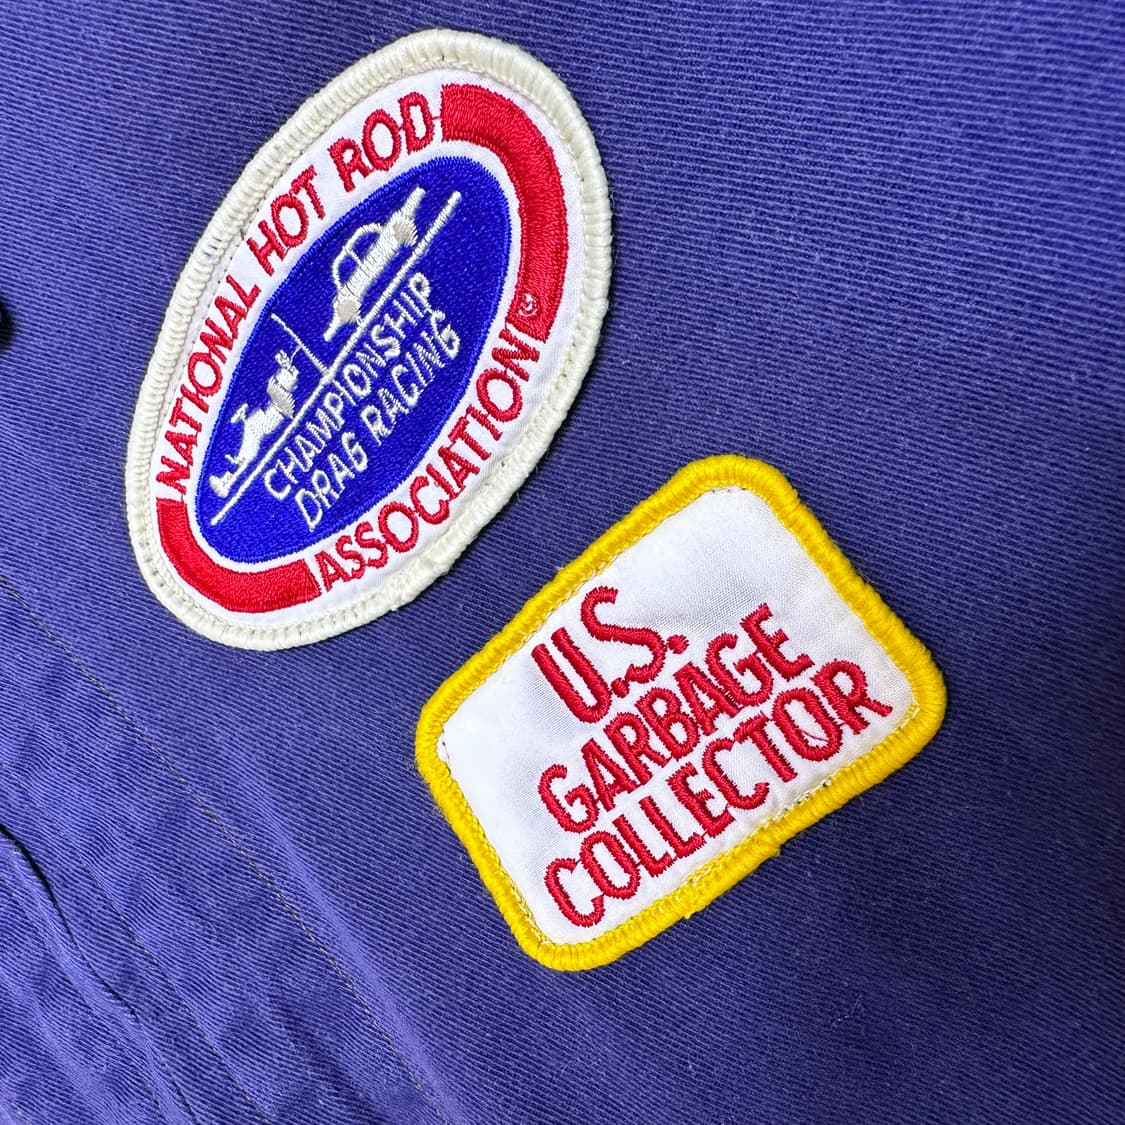 NATIONAL HOT ROD
CHAMPIONSHIP
DRAG RACING
ASSOCIATION
®
U.S.
GARBAGE
COLLECTOR